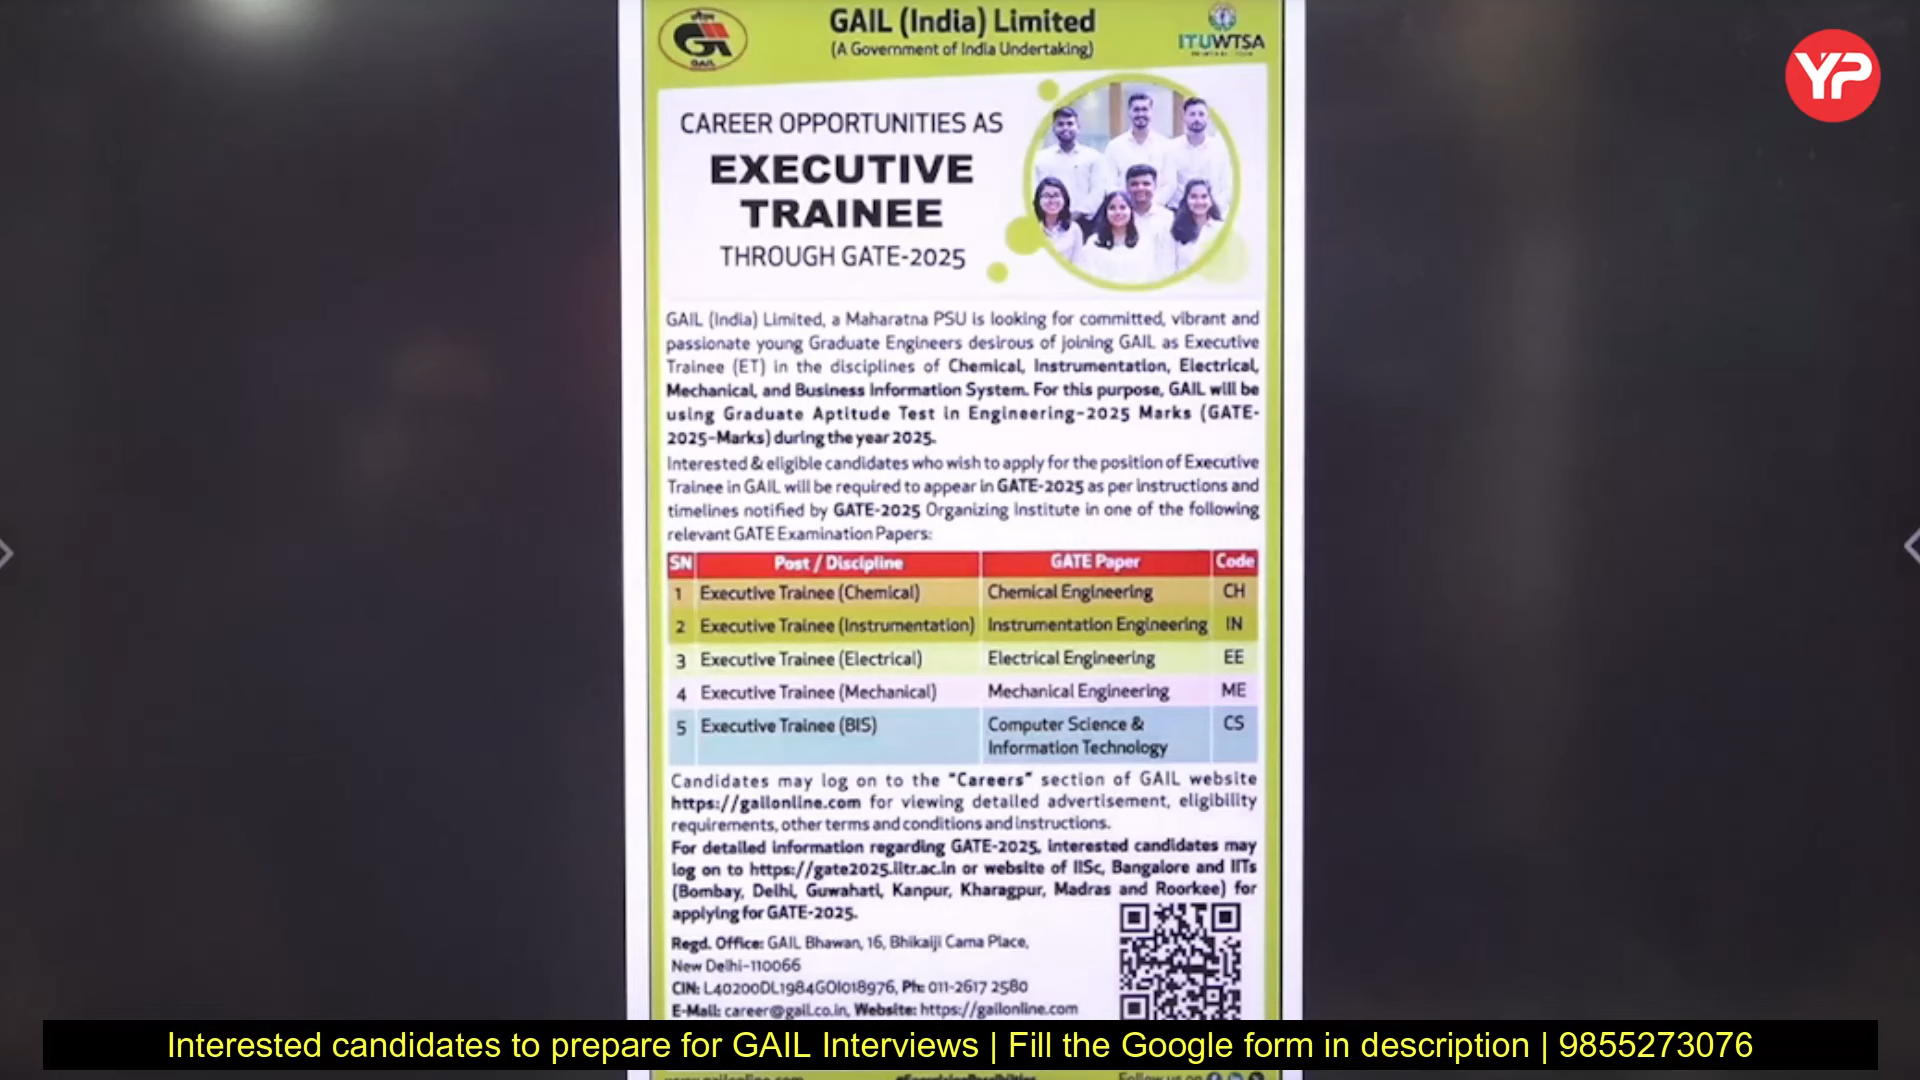 GAIL (India) Limited
(A Government of India Undertaking)
गेल
GAIL
ITUWTSA
YP
CAREER OPPORTUNITIES AS
EXECUTIVE
TRAINEE
THROUGH GATE-2025
GAIL (India) Limited, a Maharatna PSU is looking for committed, vibrant and
passionate young Graduate Engineers desirous of joining GAIL as Executive
Trainee (ET) in the disciplines of Chemical, Instrumentation, Electrical,
Mechanical, and Business Information System. For this purpose, GAIL will be
using Graduate Aptitude Test in Engineering-2025 Marks (GATE-
2025-Marks) during the year 2025.
Interested & eligible candidates who wish to apply for the position of Executive
Trainee in GAIL will be required to appear in GATE-2025 as per instructions and
timelines notified by GATE-2025 Organizing Institute in one of the following
relevant GATE Examination Papers:
SN Post / Discipline GATE Paper Code
1 Executive Trainee (Chemical) Chemical Engineering CH
2 Executive Trainee (Instrumentation) Instrumentation Engineering IN
3 Executive Trainee (Electrical) Electrical Engineering EE
4 Executive Trainee (Mechanical) Mechanical Engineering ME
5 Executive Trainee (BIS) Computer Science & CS
Information Technology
Candidates may log on to the "Careers" section of GAIL website
https://gailonline.com for viewing detailed advertisement, eligibility
requirements, other terms and conditions and instructions.
For detailed information regarding GATE-2025, interested candidates may
log on to https://gate2025.iitr.ac.in or website of IISc, Bangalore and IITs
(Bombay, Delhi, Guwahati, Kanpur, Kharagpur, Madras and Roorkee) for
applying for GATE-2025.
Regd. Office: GAIL Bhawan, 16, Bhikaiji Cama Place,
New Delhi-110066
CIN: L40200DL1984GOI018976, Ph: 011-2617 2580
E-Mail: career@gail.co.in, Website: https://gailonline.com
Interested candidates to prepare for GAIL Interviews | Fill the Google form in description | 9855273076